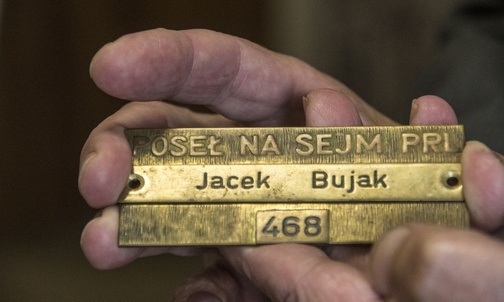 POSEŁ NA SEJM PRL
Jacek Bujak
468